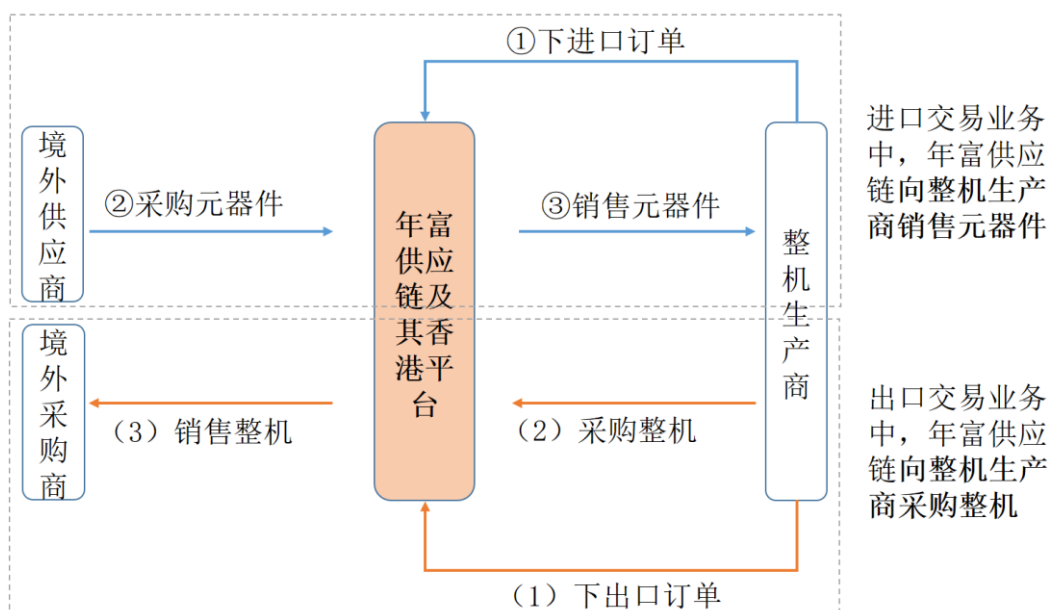 ①下进口订单
境
外
供
应
商
②采购元器件
年富
供应
链及
其香
港平
台
③销售元器件
整
机
生
产
商
进口交易业务
中，年富供应
链向整机生产
商销售元器件
境
外
采
购
商
（3）销售整机
（2）采购整机
出口交易业务
中，年富供应
链向整机生产
商采购整机
（1）下出口订单